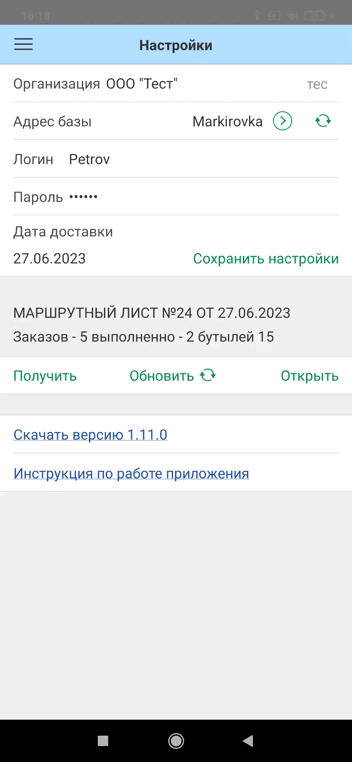 16:18
Настройки
Организация ООО "Тест" тес
Адрес базы Markirovka
Логин Petrov
Пароль ••••••
Дата доставки
27.06.2023 Сохранить настройки
МАРШРУТНЫЙ ЛИСТ №24 ОТ 27.06.2023
Заказов - 5 выполненно - 2 бутылей 15
Получить Обновить Открыть
Скачать версию 1.11.0
Инструкция по работе приложения